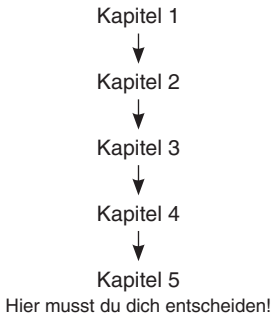 Kapitel 1
Kapitel 2
Kapitel 3
Kapitel 4
Kapitel 5
Hier musst du dich entscheiden!